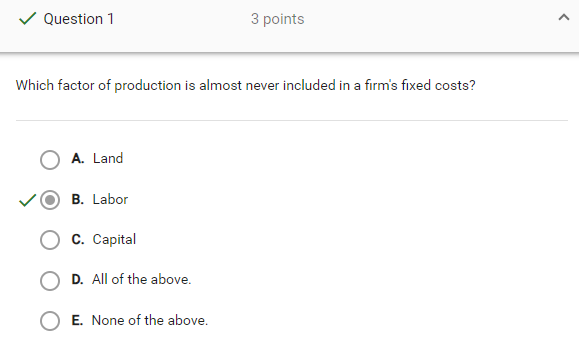 Question 1 3 points
Which factor of production is almost never included in a firm's fixed costs?
A. Land
B. Labor
C. Capital
D. All of the above.
E. None of the above.